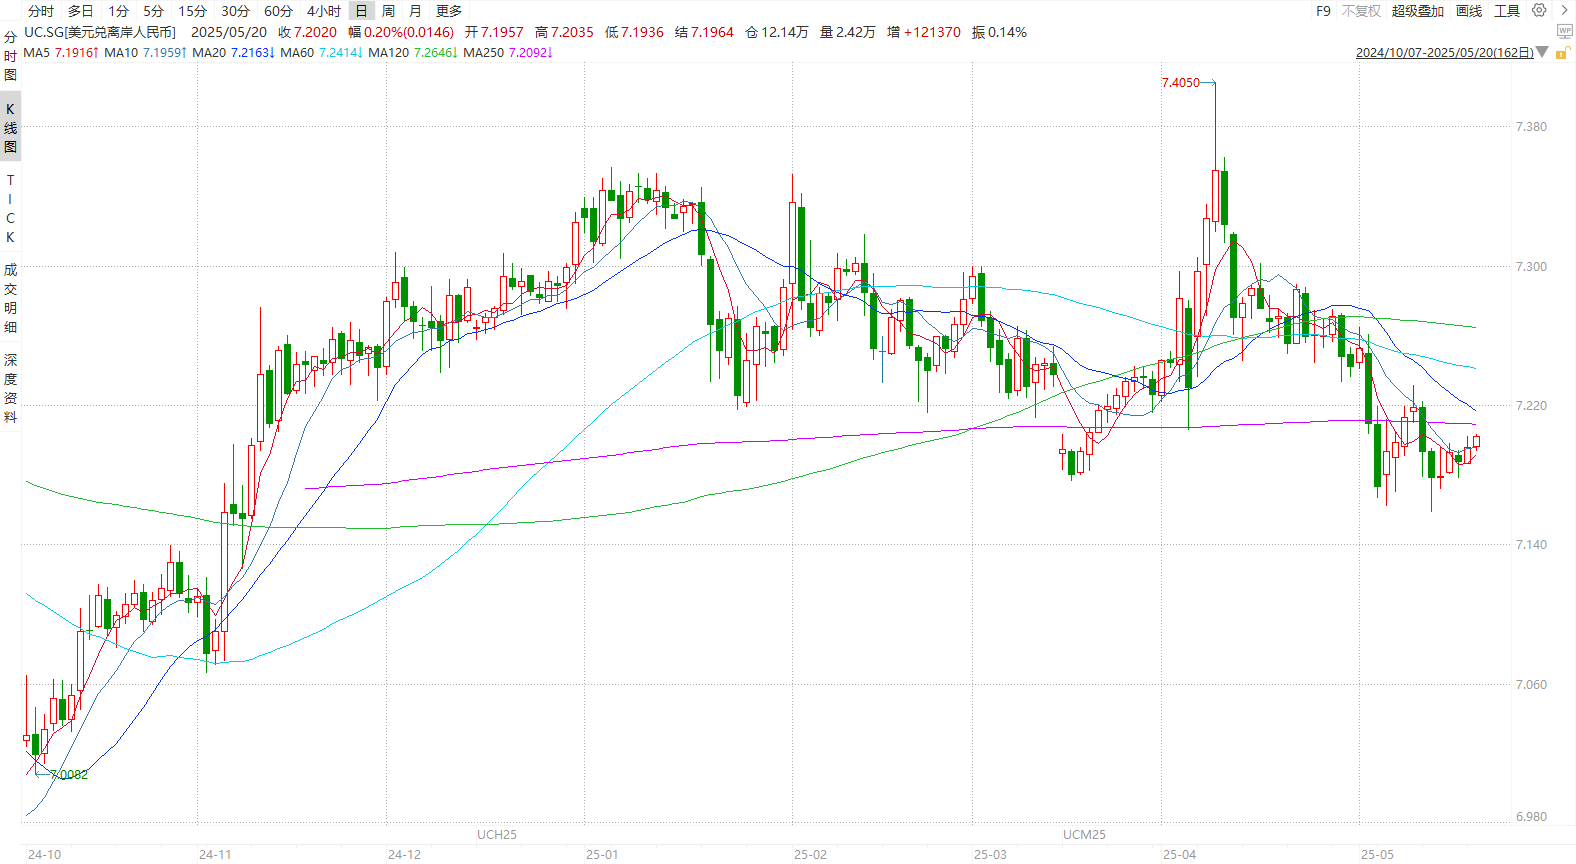 分时 多日 1分 5分 15分 30分 60分 4小时 日 周 月 更多 F9 不复权 超级叠加 画线 工具
UC.SG[美元兑离岸人民币] 2025/05/20 收7.2020 幅0.20%(0.0146) 开7.1957 高7.2035 低7.1936 结7.1964 仓12.14万 量2.42万 增+121370 振0.14%
WP
MA5 7.1916↑ MA10 7.1959↑ MA20 7.2163↓ MA60 7.2414↓ MA120 7.2646↓ MA250 7.2092↓
2024/10/07-2025/05/20(162日)
分时图
K线图
TICK
成交明细
深度资料
7.4050
7.380
7.300
7.220
7.140
7.060
7.0082
6.980
UCH25 UCM25
24-10 24-11 24-12 25-01 25-02 25-03 25-04 25-05